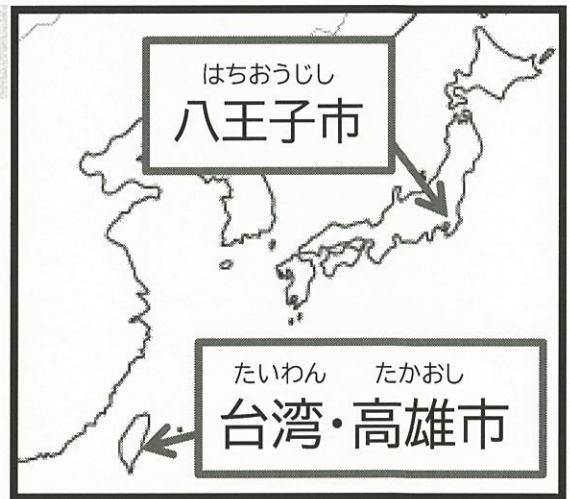 はちおうじし
八王子市
たいわん たかおし
台湾・高雄市